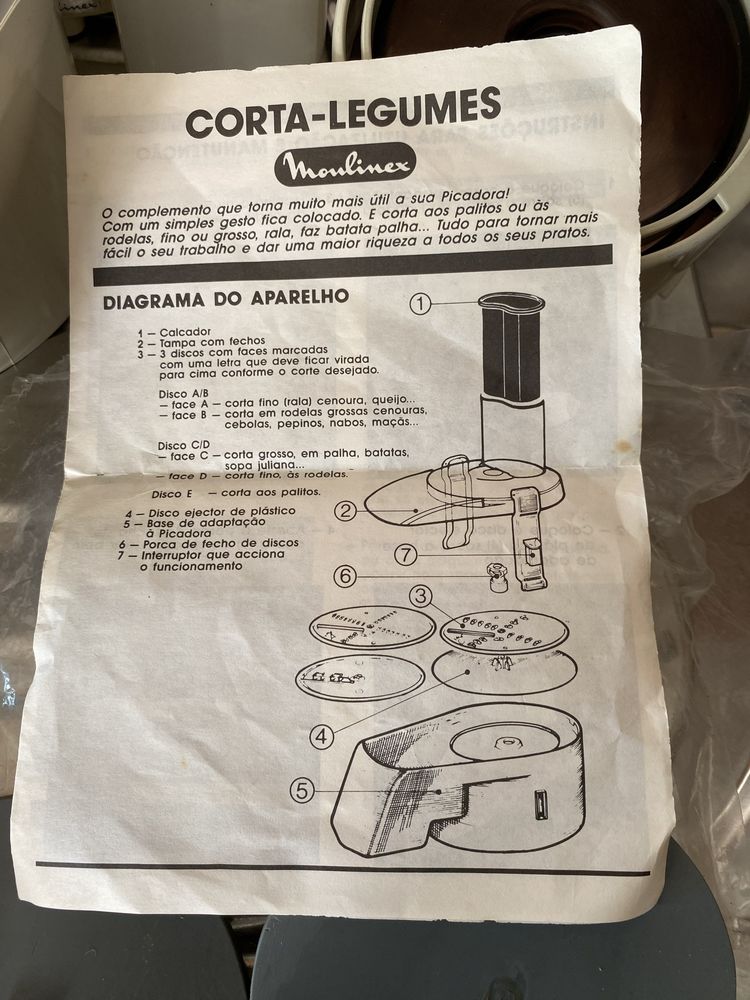 CORTA-LEGUMES
Moulinex
O complemento que torna muito mais útil a sua Picadora!
Com um simples gesto fica colocado. E corta aos palitos ou às
rodelas, fino ou grosso, rala, faz batata palha... Tudo para tornar mais
fácil o seu trabalho e dar uma maior riqueza a todos os seus pratos.
DIAGRAMA DO APARELHO
1 – Calcador
2 – Tampa com fechos
3 – 3 discos com faces marcadas
com uma letra que deve ficar virada
para cima conforme o corte desejado.
Disco A/B
– face A – corta fino (rala) cenoura, queijo...
– face B – corta em rodelas grossas cenouras,
cebolas, pepinos, nabos, maçãs...
Disco C/D
– face C – corta grosso, em palha, batatas,
sopa juliana...
– face D – corta fino, às rodelas.
Disco E – corta aos palitos.
4 – Disco ejector de plástico
5 – Base de adaptação
à Picadora
6 – Porca de fecho de discos
7 – Interruptor que acciona
o funcionamento
1
2
7
6
3
4
5